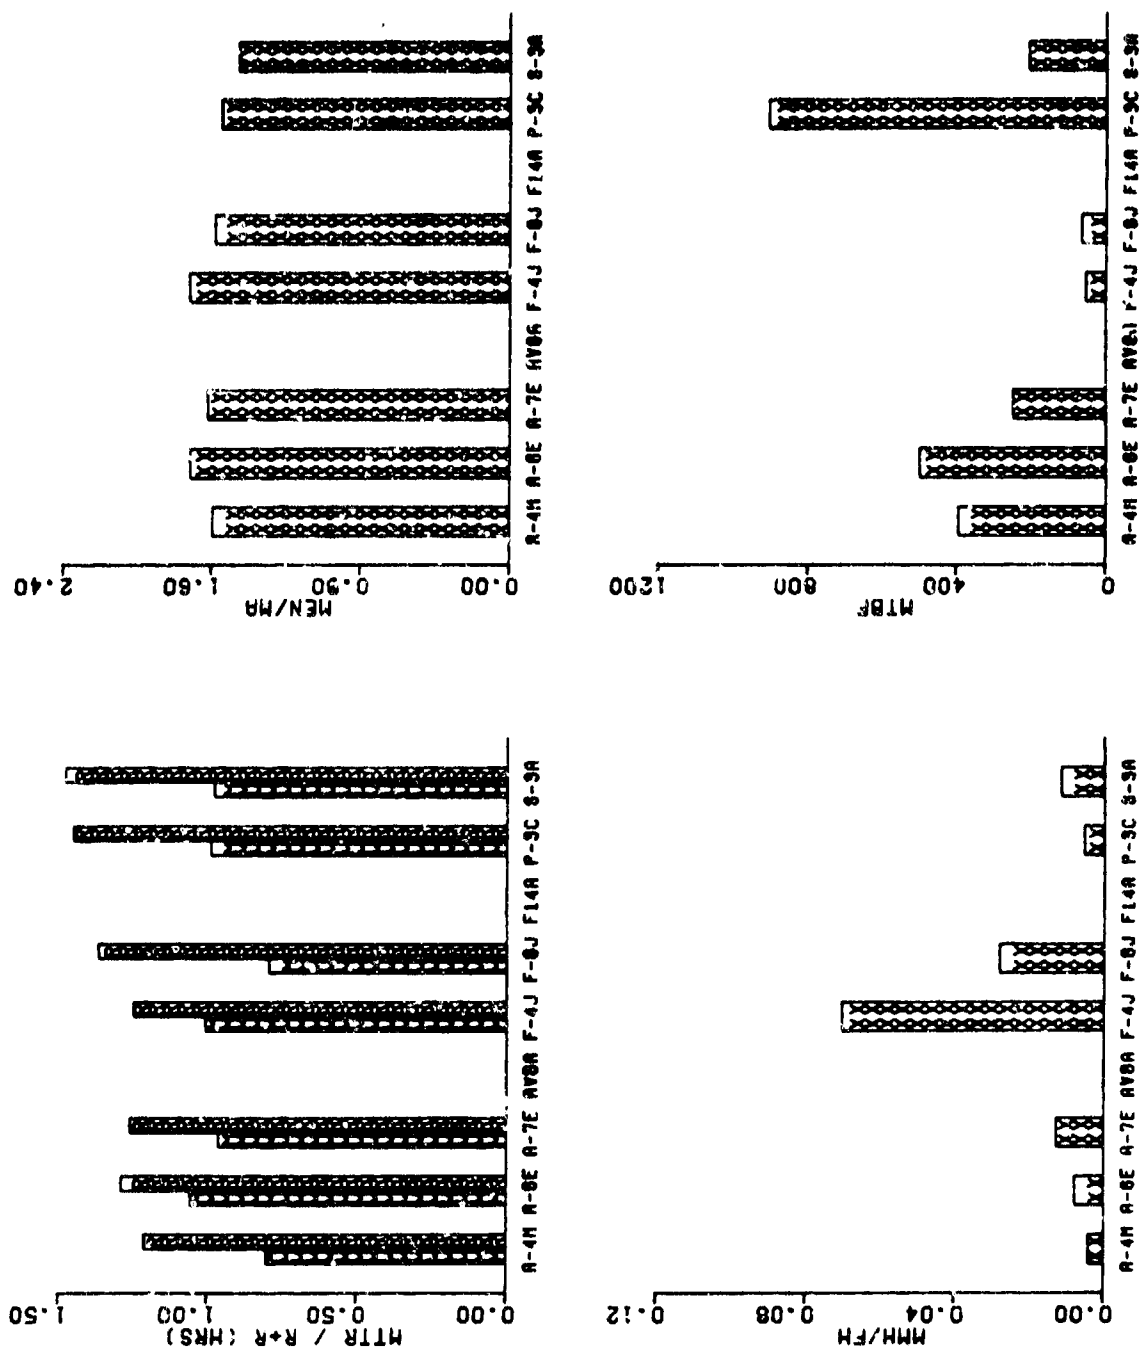 2.40
1.60
0.80
0.00
MEN/MA
A-4M A-6E A-7E AV8A F-4J F-8J F14A P-3C S-3A
1200
800
400
0
MTBF
A-4M A-6E A-7E AV8A F-4J F-8J F14A P-3C S-3A
1.50
1.00
0.50
0.00
MTTR / R+R (HRS)
A-4M A-6E A-7E AV8A F-4J F-8J F14A P-3C S-3A
0.12
0.08
0.04
0.00
MMH/FH
A-4M A-6E A-7E AV8A F-4J F-8J F14A P-3C S-3A